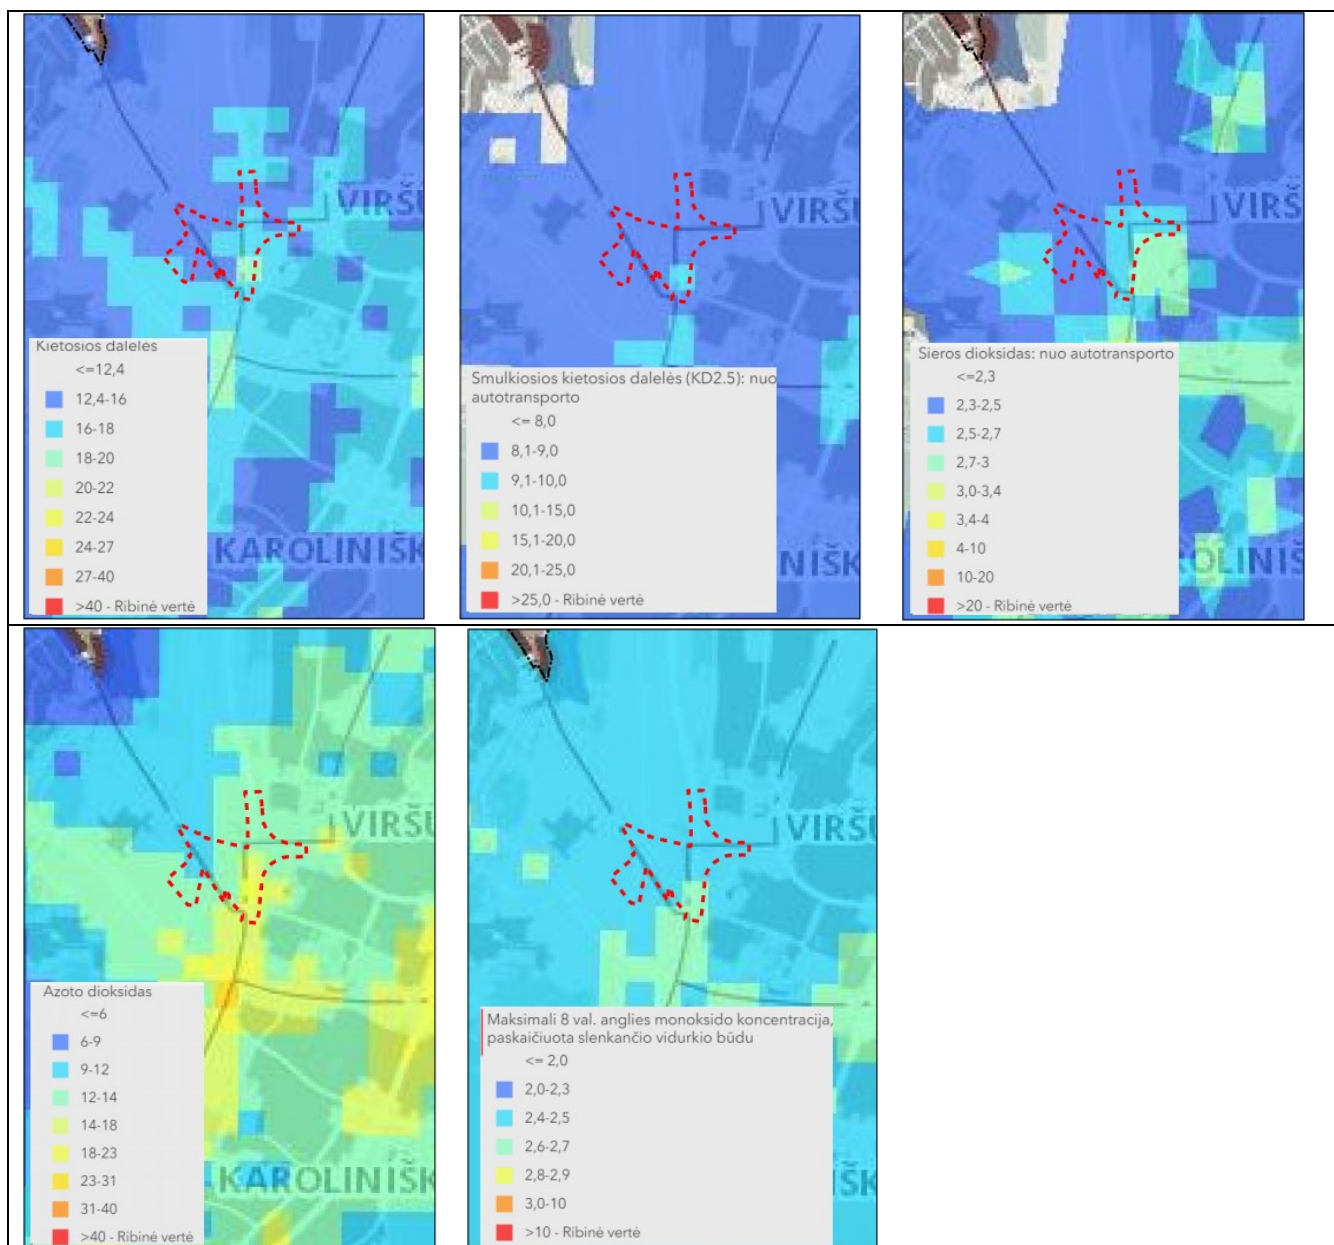 VIRŠU
Kietosios dalelės
<=12,4
12,4-16
16-18
18-20
20-22
22-24
24-27
27-40
>40 - Ribinė vertė
KAROLINIŠK
Smulkiosios kietosios dalelės (KD2.5): nuo
autotransporto
<= 8,0
8,1-9,0
9,1-10,0
10,1-15,0
15,1-20,0
20,1-25,0
>25,0 - Ribinė vertė
VIRŠU
NIŠK
VIRŠ
Sieros dioksidas: nuo autotransporto
<=2,3
2,3-2,5
2,5-2,7
2,7-3
3,0-3,4
3,4-4
4-10
10-20
>20 - Ribinė vertė
OLINIŠK
VIRŠU
Azoto dioksidas
<=6
6-9
9-12
12-14
14-18
18-23
23-31
31-40
>40 - Ribinė vertė
KAROLINIŠK
VIRŠU
Maksimali 8 val. anglies monoksido koncentracija,
paskaičiuota slenkančio vidurkio būdu
<= 2,0
2,0-2,3
2,4-2,5
2,6-2,7
2,8-2,9
3,0-10
>10 - Ribinė vertė
ŠK